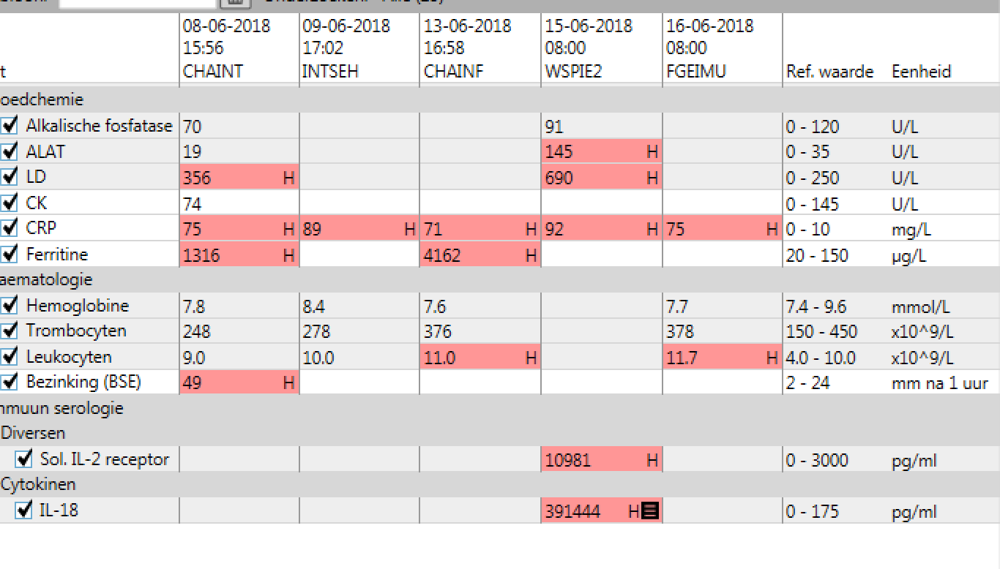 08-06-2018 09-06-2018 13-06-2018 15-06-2018 16-06-2018
15:56 17:02 16:58 08:00 08:00
t CHAINT INTSEH CHAINF WSPIE2 FGEIMU Ref. waarde Eenheid
oedchemie
Alkalische fosfatase 70 91 0 - 120 U/L
ALAT 19 145 H 0 - 35 U/L
LD 356 H 690 H 0 - 250 U/L
CK 74 0 - 145 U/L
CRP 75 H 89 H 71 H 92 H 75 H 0 - 10 mg/L
Ferritine 1316 H 4162 H 20 - 150 µg/L
aematologie
Hemoglobine 7.8 8.4 7.6 7.7 7.4 - 9.6 mmol/L
Trombocyten 248 278 376 378 150 - 450 x10^9/L
Leukocyten 9.0 10.0 11.0 H 11.7 H 4.0 - 10.0 x10^9/L
Bezinking (BSE) 49 H 2 - 24 mm na 1 uur
nmuun serologie
Diversen
Sol. IL-2 receptor 10981 H 0 - 3000 pg/ml
Cytokinen
IL-18 391444 H 0 - 175 pg/ml